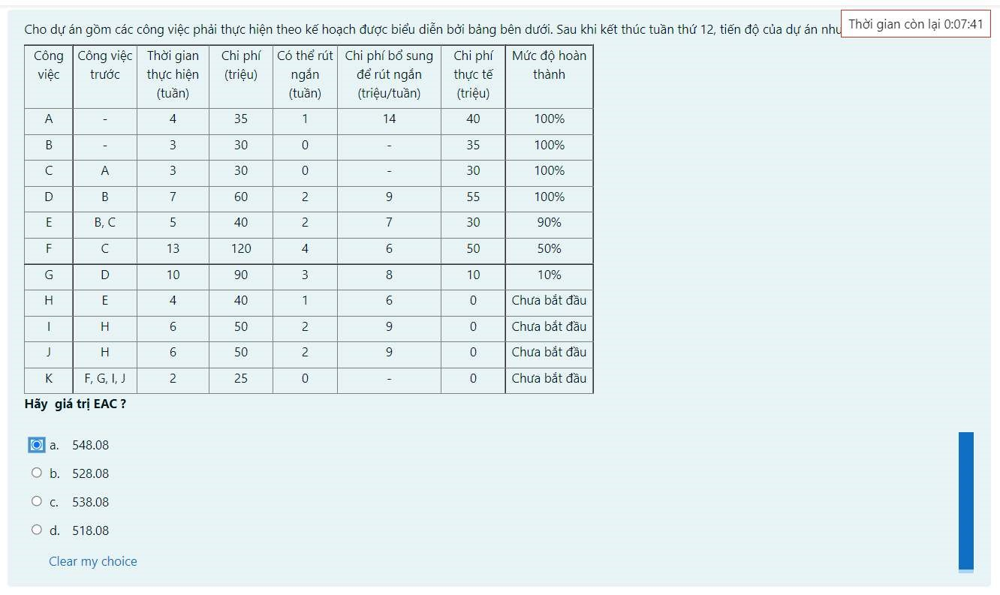 Cho dự án gồm các công việc phải thực hiện theo kế hoạch được biểu diễn bởi bảng bên dưới. Sau khi kết thúc tuần thứ 12, tiến độ của dự án như
Thời gian còn lại 0:07:41
Công việc | Công việc trước | Thời gian thực hiện (tuần) | Chi phí (triệu) | Có thể rút ngắn (tuần) | Chi phí bổ sung để rút ngắn (triệu/tuần) | Chi phí thực tế (triệu) | Mức độ hoàn thành
A | - | 4 | 35 | 1 | 14 | 40 | 100%
B | - | 3 | 30 | 0 | - | 35 | 100%
C | A | 3 | 30 | 0 | - | 30 | 100%
D | B | 7 | 60 | 2 | 9 | 55 | 100%
E | B, C | 5 | 40 | 2 | 7 | 30 | 90%
F | C | 13 | 120 | 4 | 6 | 50 | 50%
G | D | 10 | 90 | 3 | 8 | 10 | 10%
H | E | 4 | 40 | 1 | 6 | 0 | Chưa bắt đầu
I | H | 6 | 50 | 2 | 9 | 0 | Chưa bắt đầu
J | H | 6 | 50 | 2 | 9 | 0 | Chưa bắt đầu
K | F, G, I, J | 2 | 25 | 0 | - | 0 | Chưa bắt đầu
Hãy giá trị EAC ?
a. 548.08
b. 528.08
c. 538.08
d. 518.08
Clear my choice